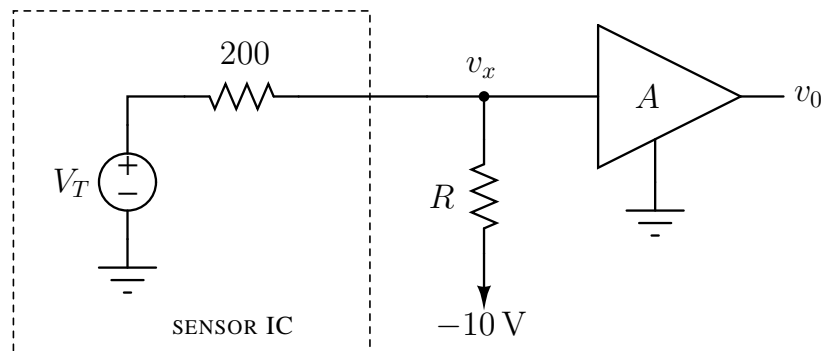 200
v_x
A
v_0
+
V_T
−
R
−10 V
SENSOR IC